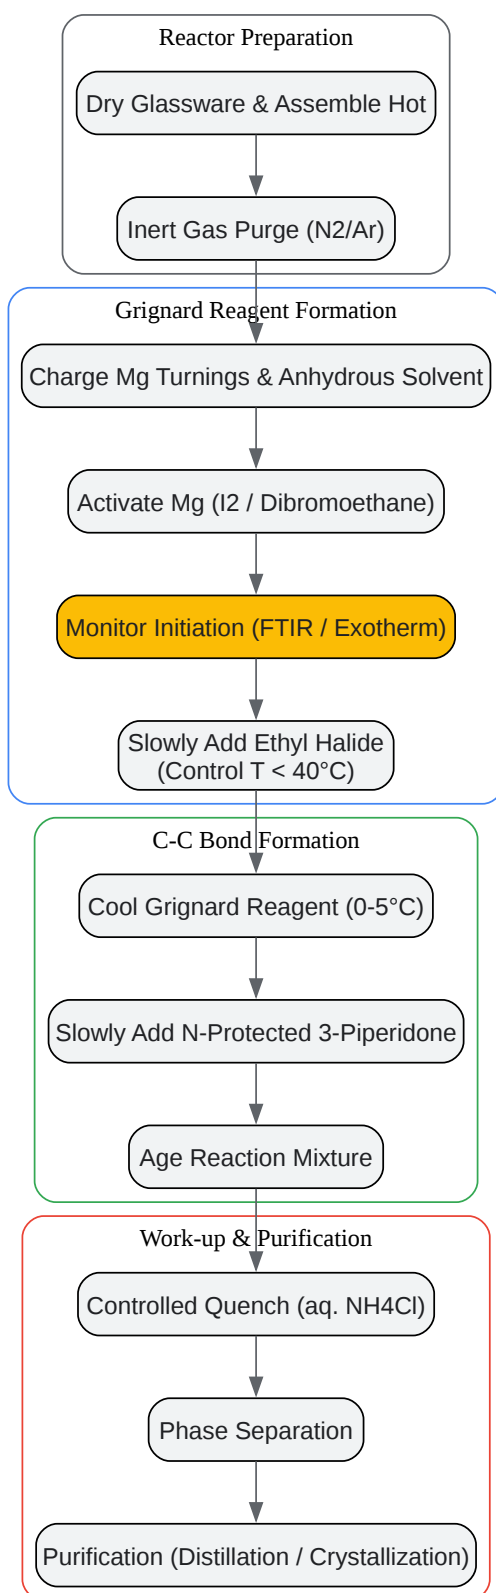 Reactor Preparation
Dry Glassware & Assemble Hot
Inert Gas Purge (N2/Ar)
Grignard Reagent Formation
Charge Mg Turnings & Anhydrous Solvent
Activate Mg (I2 / Dibromoethane)
Monitor Initiation (FTIR / Exotherm)
Slowly Add Ethyl Halide
(Control T < 40°C)
C-C Bond Formation
Cool Grignard Reagent (0-5°C)
Slowly Add N-Protected 3-Piperidone
Age Reaction Mixture
Work-up & Purification
Controlled Quench (aq. NH4Cl)
Phase Separation
Purification (Distillation / Crystallization)